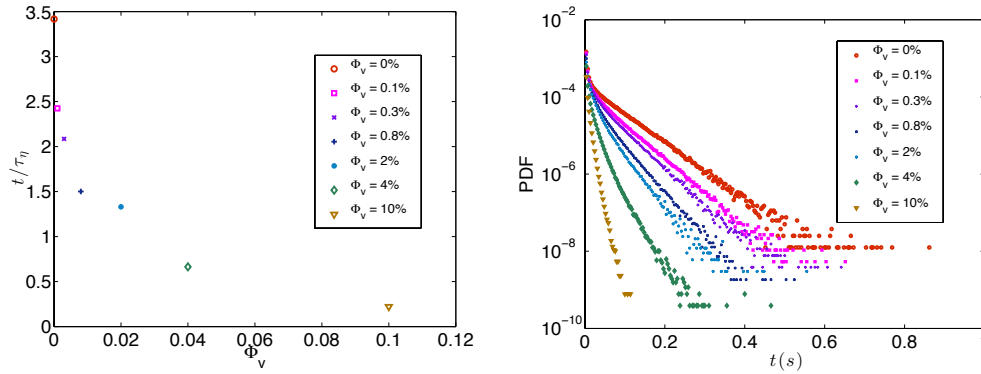 3.5
3
2.5
2
1.5
1
0.5
0
t/τη
0 0.02 0.04 0.06 0.08 0.1 0.12
Φv
Φv = 0%
Φv = 0.1%
Φv = 0.3%
Φv = 0.8%
Φv = 2%
Φv = 4%
Φv = 10%
10−2
10−4
10−6
10−8
10−10
PDF
0 0.2 0.4 0.6 0.8
t(s)
Φv = 0%
Φv = 0.1%
Φv = 0.3%
Φv = 0.8%
Φv = 2%
Φv = 4%
Φv = 10%